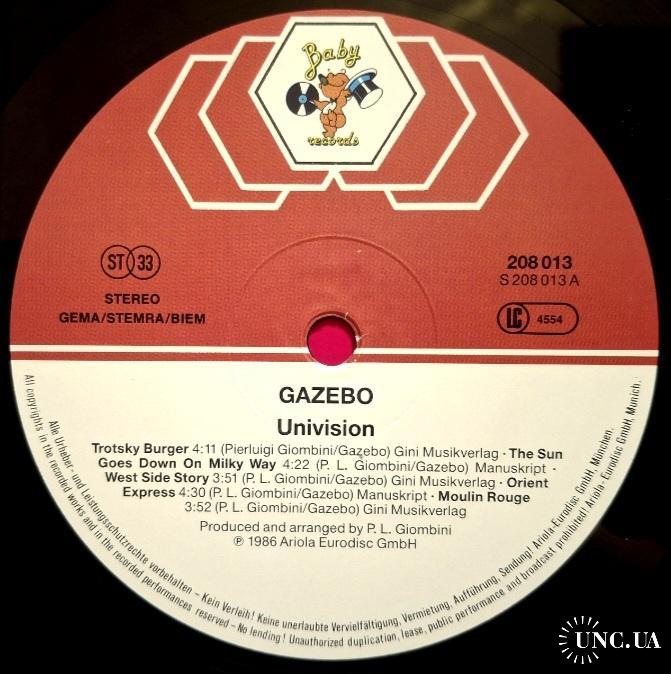 Baby
records
ST 33
STEREO
GEMA/STEMRA/BIEM
208 013
S 208 013 A
LC 4554
GAZEBO
Univision
Trotsky Burger 4:11 (Pierluigi Giombini/Gazebo) Gini Musikverlag · The Sun
Goes Down On Milky Way 4:22 (P. L. Giombini/Gazebo) Manuskript ·
West Side Story 3:51 (P. L. Giombini/Gazebo) Gini Musikverlag · Orient
Express 4:30 (P. L. Giombini/Gazebo) Manuskript · Moulin Rouge
3:52 (P. L. Giombini/Gazebo) Gini Musikverlag
Produced and arranged by P. L. Giombini
℗ 1986 Ariola Eurodisc GmbH
Alle Urheber- und Leistungsschutzrechte vorbehalten – Kein Verleih! Keine unerlaubte Vervielfältigung, Vermietung, Aufführung, Sendung! Ariola-Eurodisc GmbH, München.
All copyrights in the recorded works and in the recorded performances reserved – No lending! Unauthorized duplication, lease, public performance and broadcast prohibited! Ariola-Eurodisc GmbH, Munich.
UNC.UA